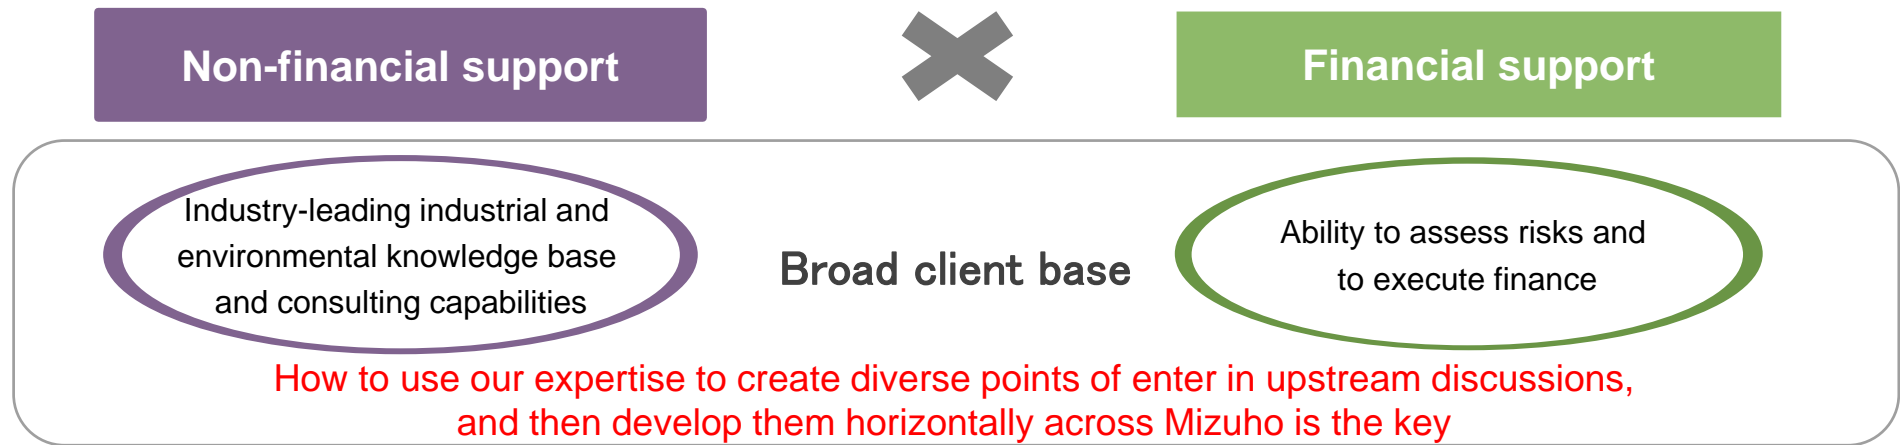 Non-financial support
Financial support
Industry-leading industrial and
environmental knowledge base
and consulting capabilities
Broad client base
Ability to assess risks and
to execute finance
How to use our expertise to create diverse points of enter in upstream discussions,
and then develop them horizontally across Mizuho is the key